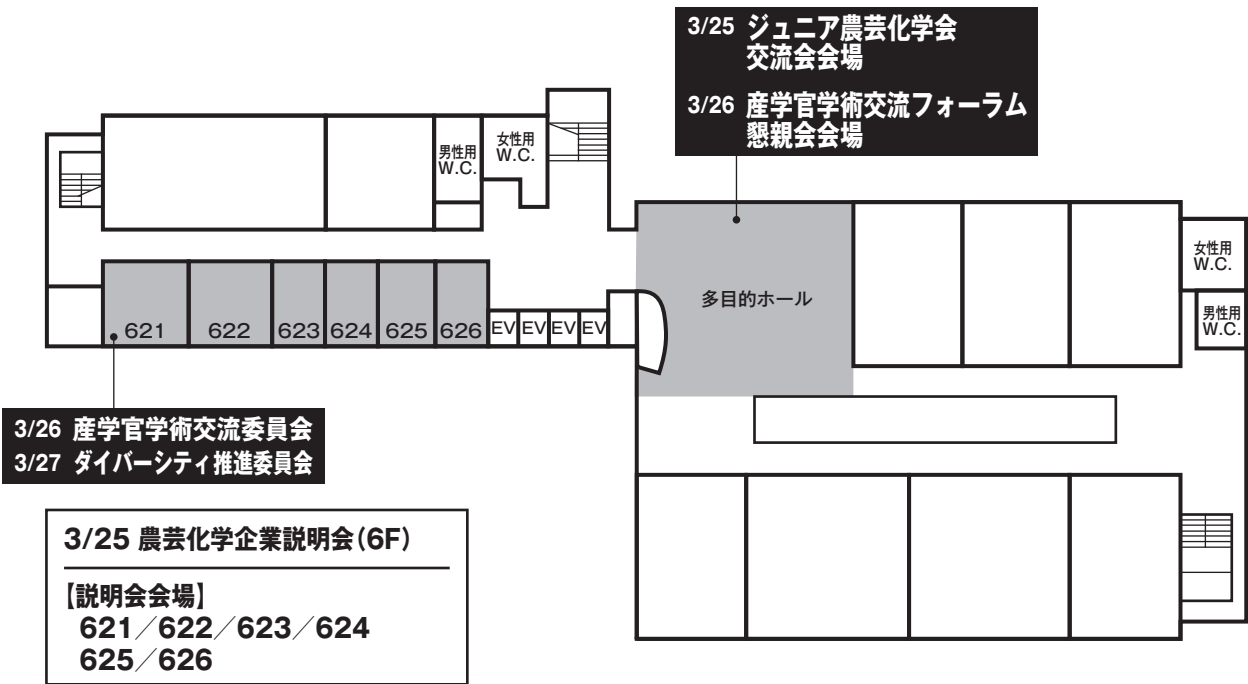 3/25 ジュニア農芸化学会
交流会会場
3/26 産学官学術交流フォーラム
懇親会会場
男性用
W.C.
女性用
W.C.
女性用
W.C.
男性用
W.C.
多目的ホール
621
622
623
624
625
626
EV
EV
EV
EV
3/26 産学官学術交流委員会
3/27 ダイバーシティ推進委員会
3/25 農芸化学企業説明会(6F)
【説明会会場】
621／622／623／624
625／626